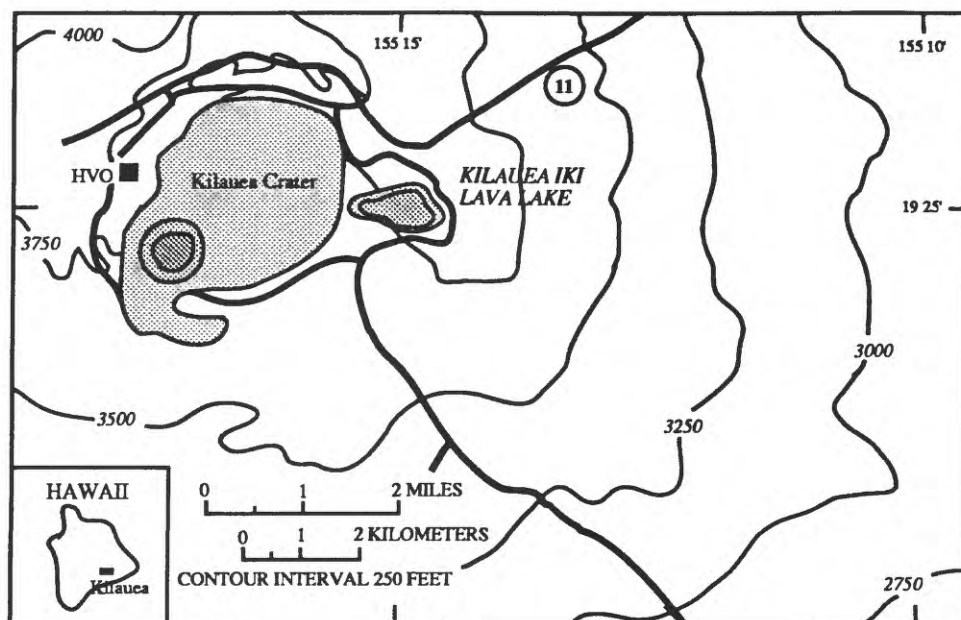 4000
155 15'
155 10'
11
HVO
Kilauea Crater
KILAUEA IKI
LAVA LAKE
19 25'
3750
3000
3500
3250
HAWAII
Kilauea
0 1 2 MILES
2 KILOMETERS
0 1 2
CONTOUR INTERVAL 250 FEET
2750